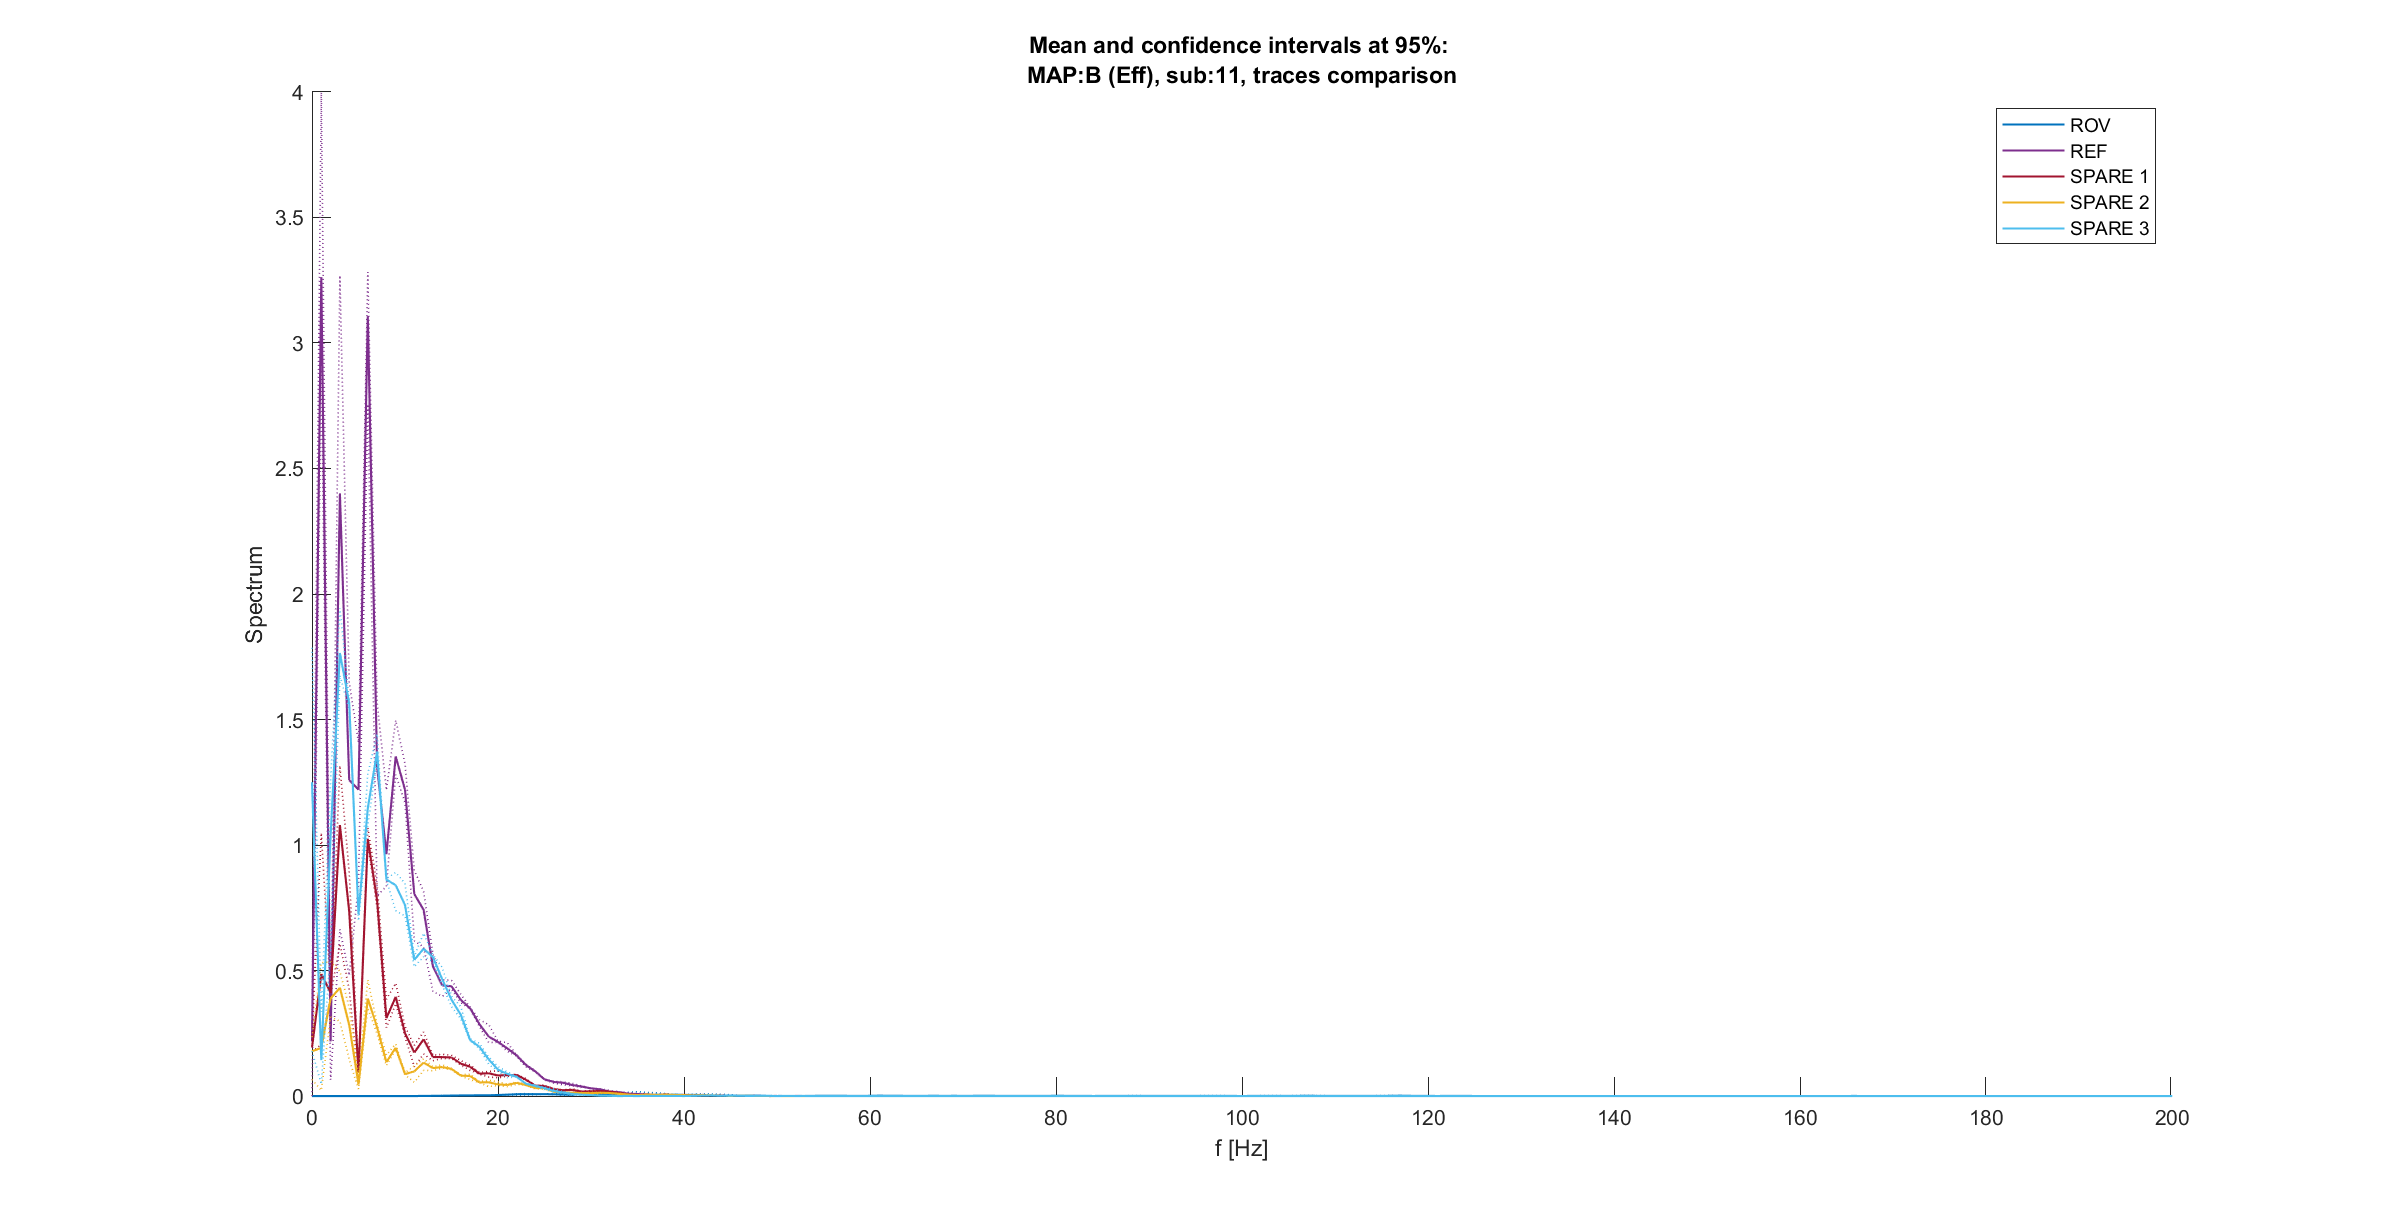 Mean and confidence intervals at 95%:
MAP:B (Eff), sub:11, traces comparison
4
3.5
3
2.5
2
1.5
1
0.5
0
Spectrum
ROV
REF
SPARE 1
SPARE 2
SPARE 3
0 20 40 60 80 100 120 140 160 180 200
f [Hz]